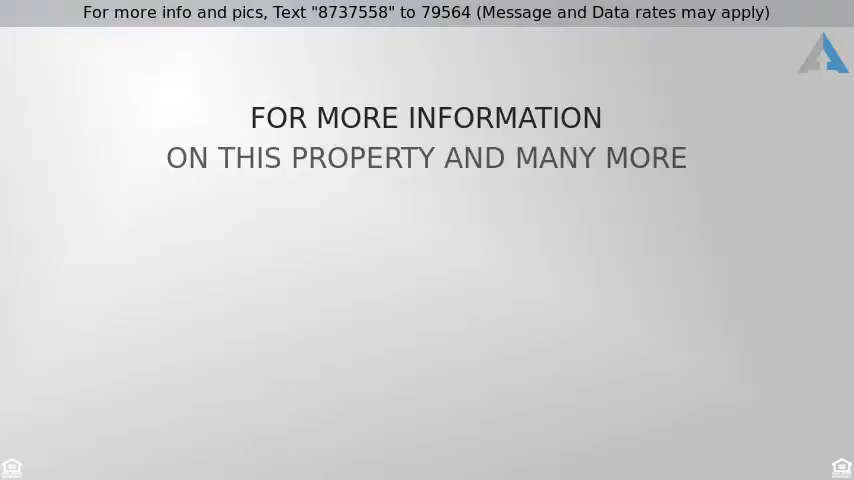 For more info and pics, Text "8737558" to 79564 (Message and Data rates may apply)
FOR MORE INFORMATION
ON THIS PROPERTY AND MANY MORE